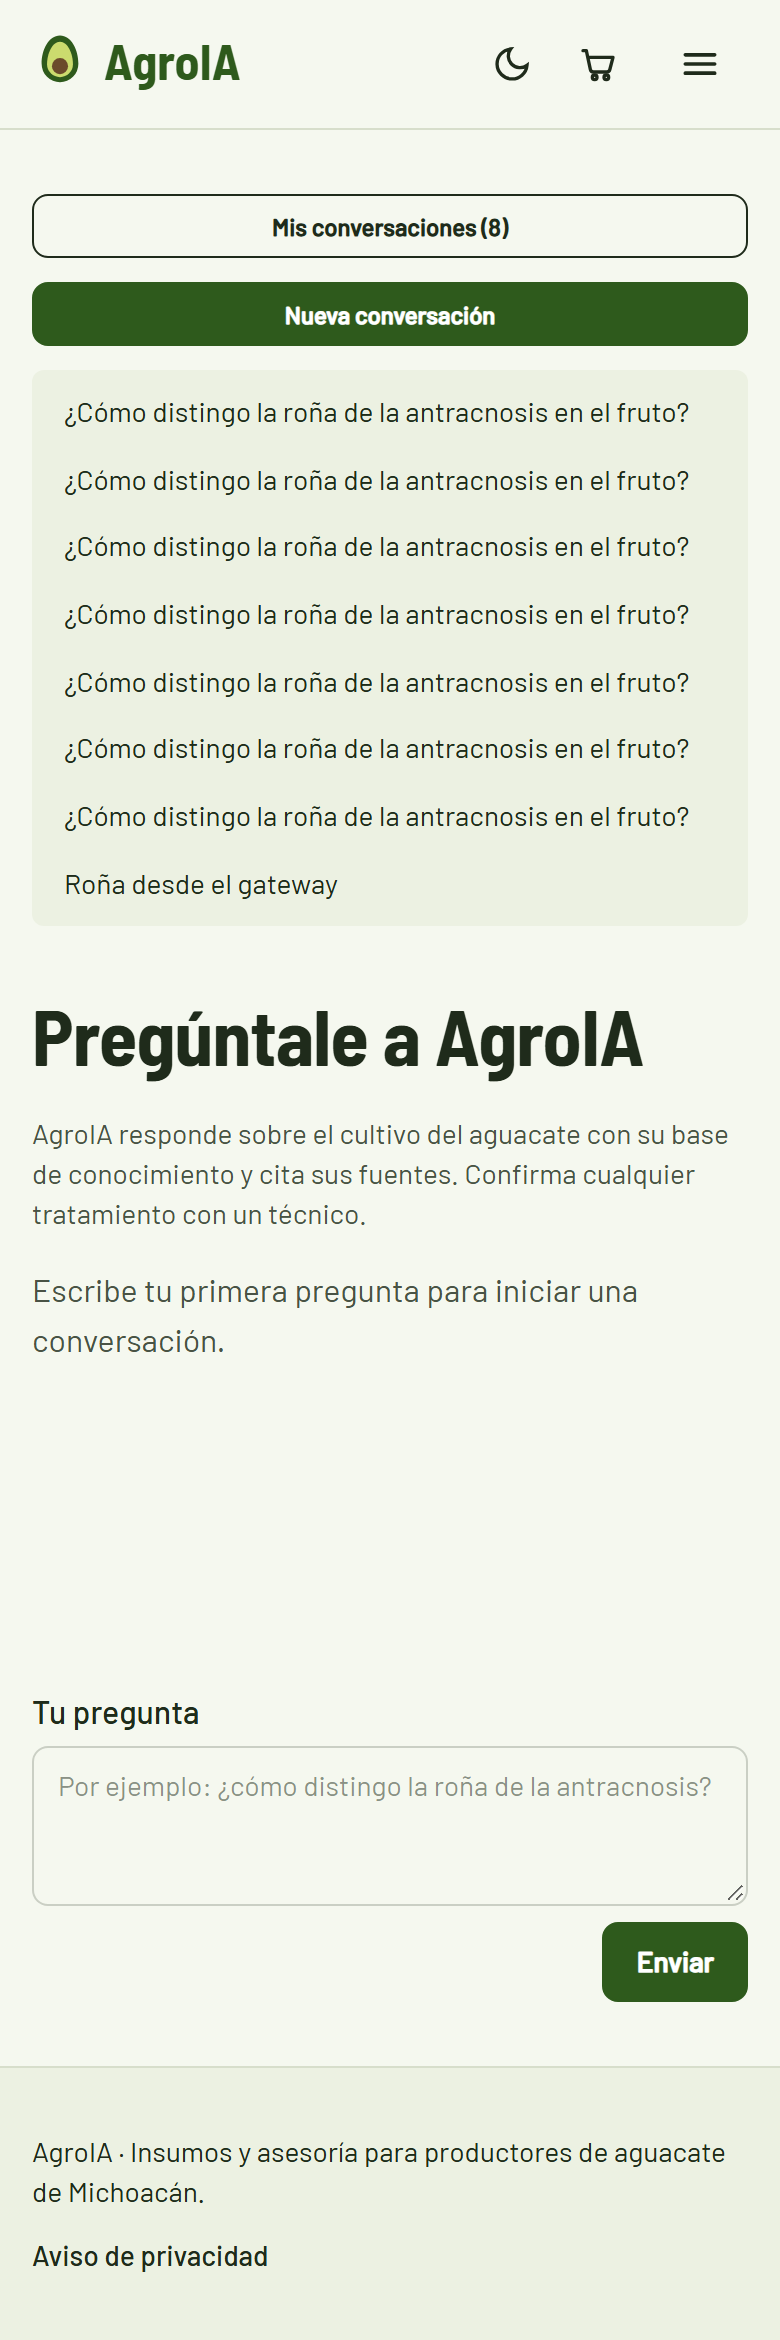 AgroIA
Mis conversaciones (8)
Nueva conversación
¿Cómo distingo la roña de la antracnosis en el fruto?
¿Cómo distingo la roña de la antracnosis en el fruto?
¿Cómo distingo la roña de la antracnosis en el fruto?
¿Cómo distingo la roña de la antracnosis en el fruto?
¿Cómo distingo la roña de la antracnosis en el fruto?
¿Cómo distingo la roña de la antracnosis en el fruto?
¿Cómo distingo la roña de la antracnosis en el fruto?
Roña desde el gateway
Pregúntale a AgroIA
AgroIA responde sobre el cultivo del aguacate con su base
de conocimiento y cita sus fuentes. Confirma cualquier
tratamiento con un técnico.
Escribe tu primera pregunta para iniciar una
conversación.
Tu pregunta
Por ejemplo: ¿cómo distingo la roña de la antracnosis?
Enviar
AgroIA · Insumos y asesoría para productores de aguacate
de Michoacán.
Aviso de privacidad